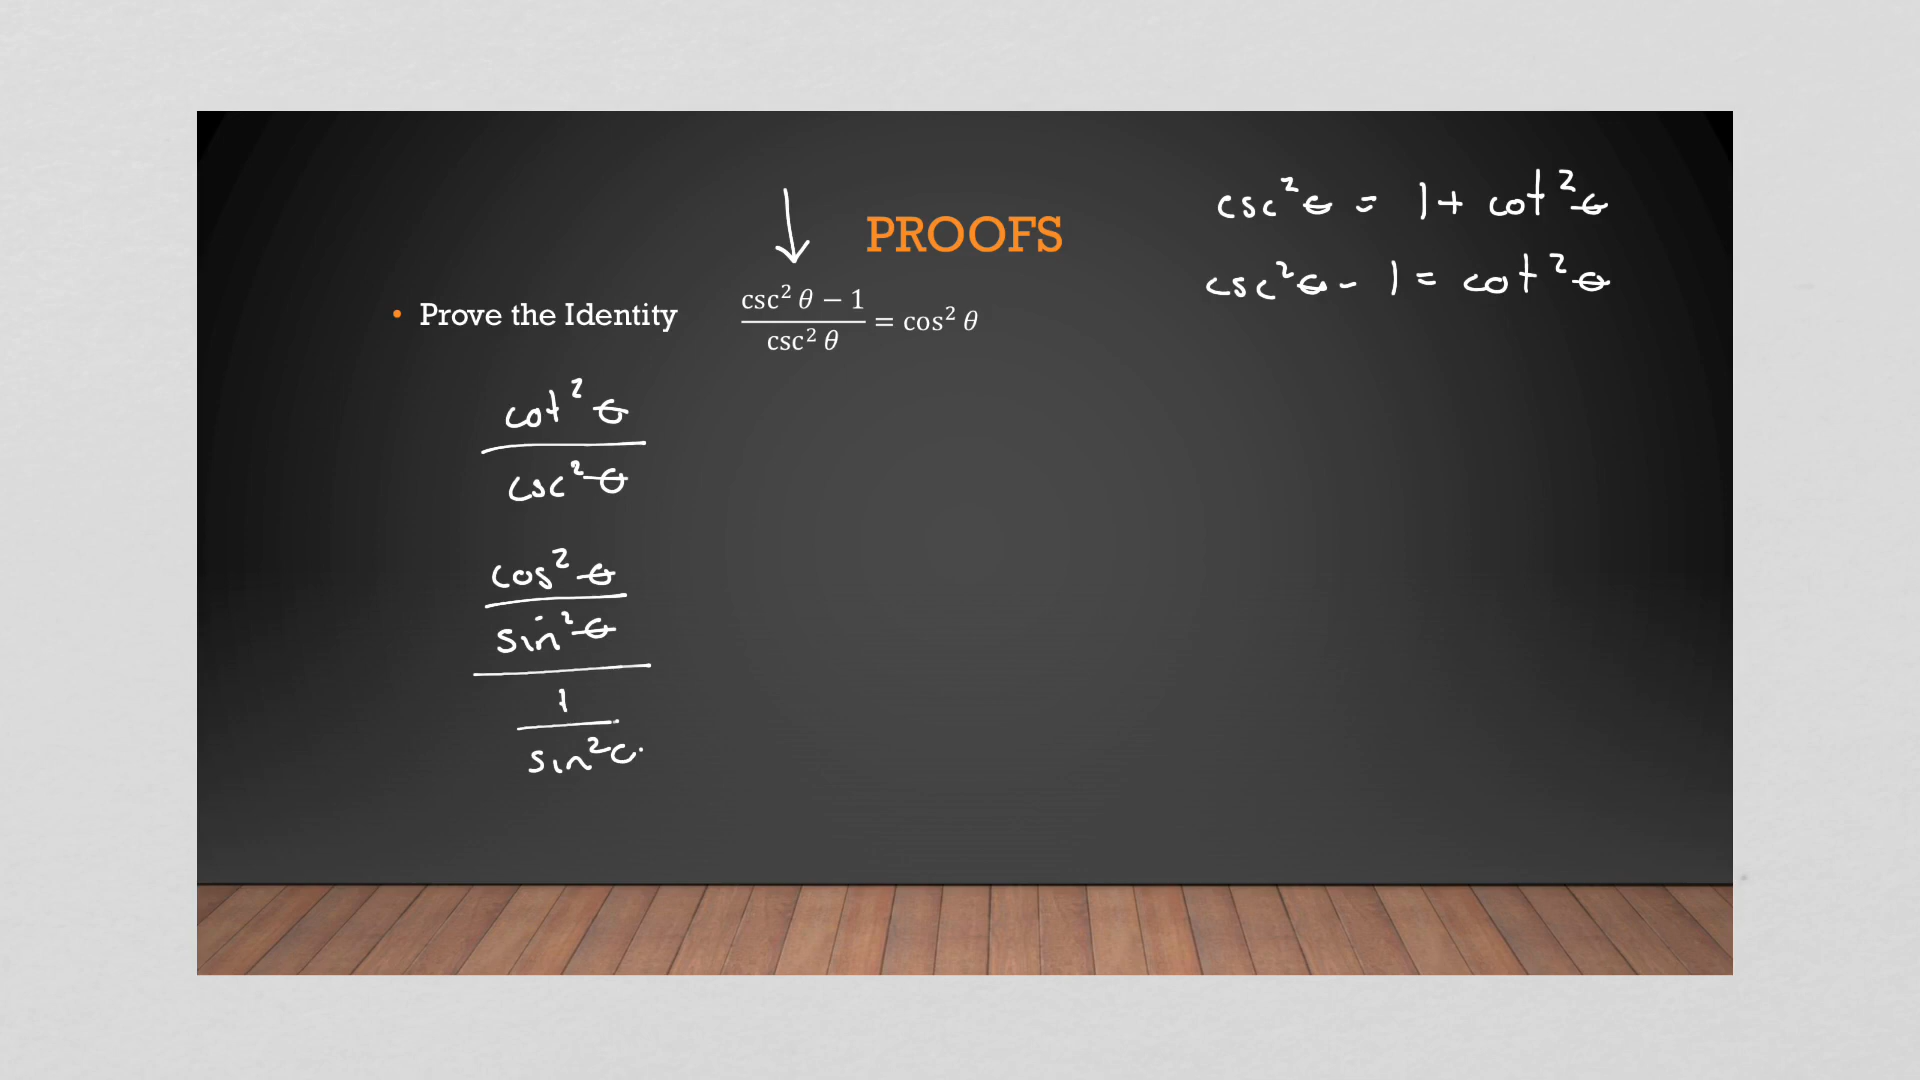 PROOFS
csc²θ = 1 + cot²θ
csc²θ - 1 = cot²θ
• Prove the Identity
csc² θ − 1
csc² θ
= cos² θ
cot²θ
csc²θ
cos²θ
sin²θ
1
sin²